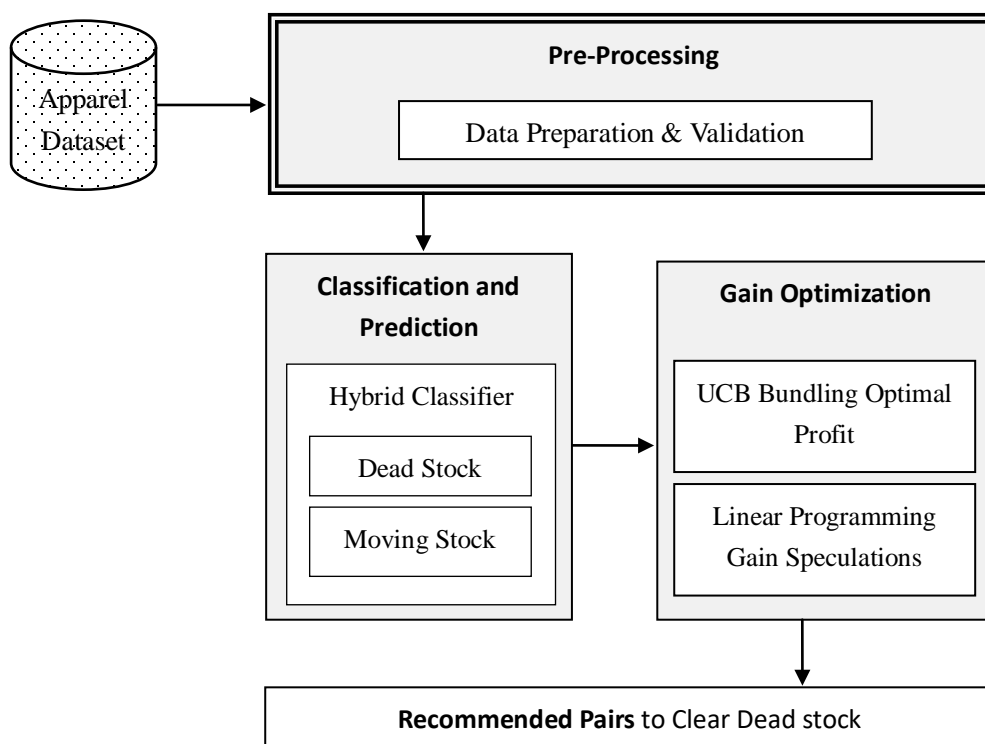 Apparel
Dataset
Pre-Processing
Data Preparation & Validation
Classification and
Prediction
Hybrid Classifier
Dead Stock
Moving Stock
Gain Optimization
UCB Bundling Optimal
Profit
Linear Programming
Gain Speculations
Recommended Pairs to Clear Dead stock